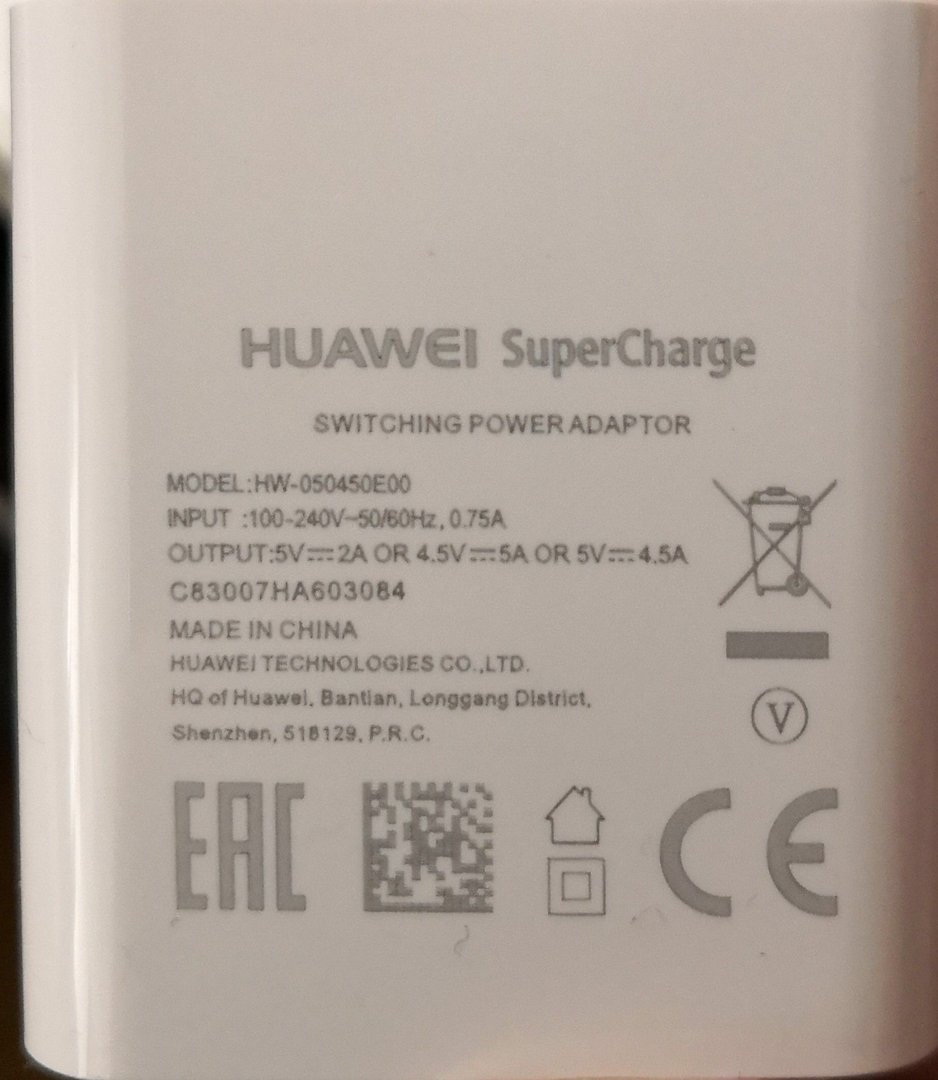 HUAWEI SuperCharge
SWITCHING POWER ADAPTOR
MODEL:HW-050450E00
INPUT :100-240V~50/60Hz, 0.75A
OUTPUT:5V⎓2A OR 4.5V⎓5A OR 5V⎓4.5A
C83007HA603084
MADE IN CHINA
HUAWEI TECHNOLOGIES CO.,LTD.
HQ of Huawei, Bantian, Longgang District,
Shenzhen, 518129, P.R.C.
V
EAC CE